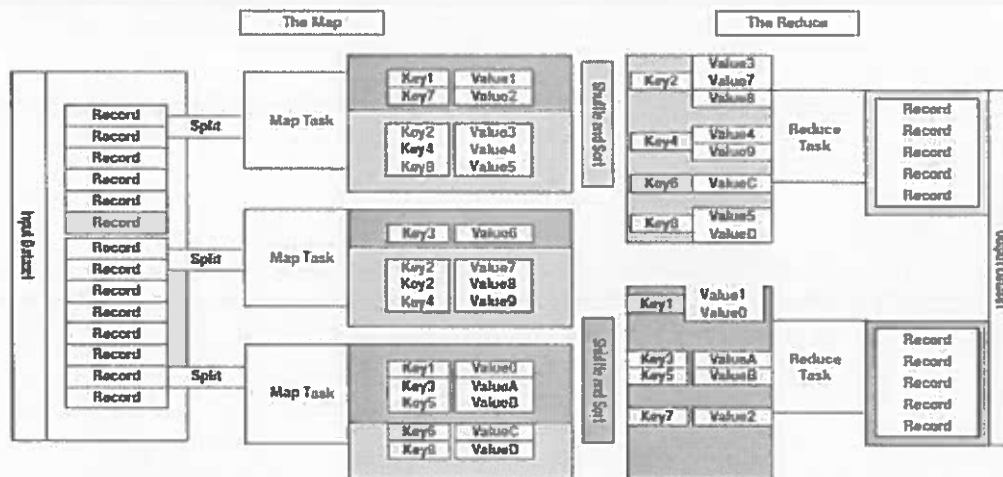 The Map
The Reduce
Input Dataset
Record
Record
Record
Record
Record
Record
Record
Record
Record
Record
Record
Record
Record
Record
Split
Split
Split
Map Task
Map Task
Map Task
Key1 Value1
Key7 Value2
Key2 Value3
Key4 Value4
Key8 Value5
Key3 Value6
Key2 Value7
Key2 Value8
Key4 Value9
Key1 Value0
Key3 ValueA
Key5 ValueB
Key6 ValueC
Key8 ValueD
Shuffle and Sort
Shuffle and Sort
Value3
Key2 Value7
Value8
Key4 Value4
Value9
Key6 ValueC
Key8 Value5
ValueD
Key1 Value1
Value0
Key3 ValueA
Key5 ValueB
Key7 Value2
Reduce
Task
Reduce
Task
Record
Record
Record
Record
Record
Record
Record
Record
Record
Record